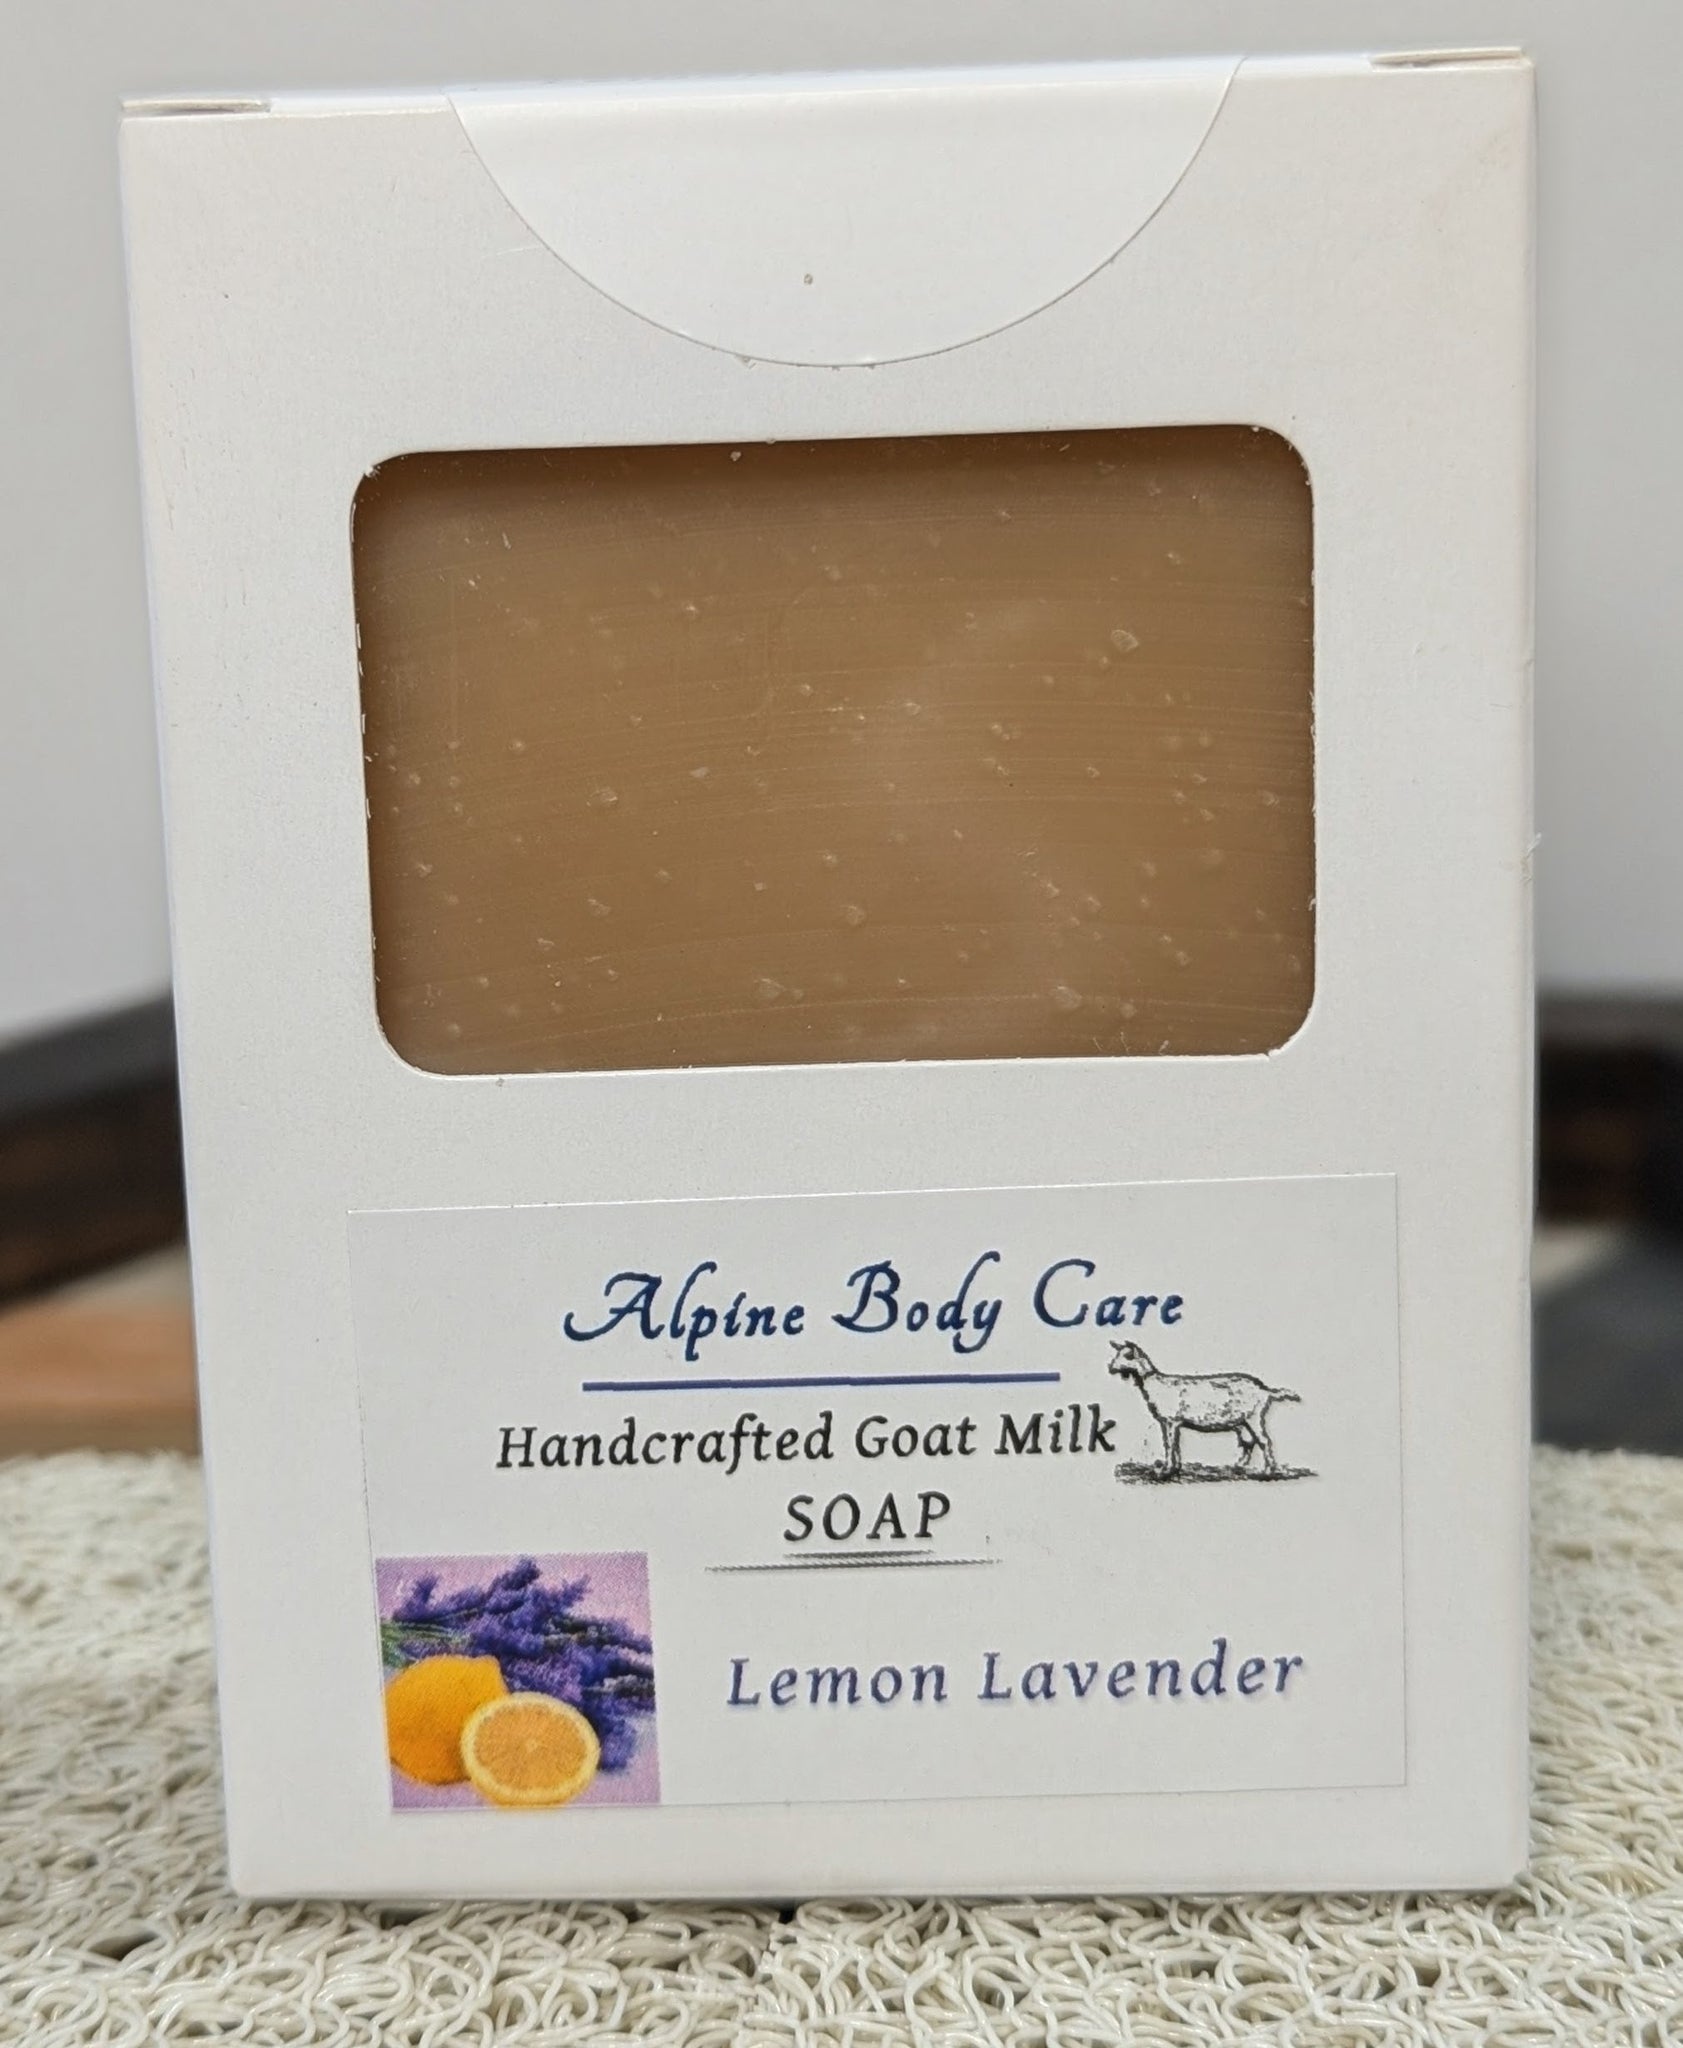 Alpine Body Care
Handcrafted Goat Milk
SOAP
Lemon Lavender